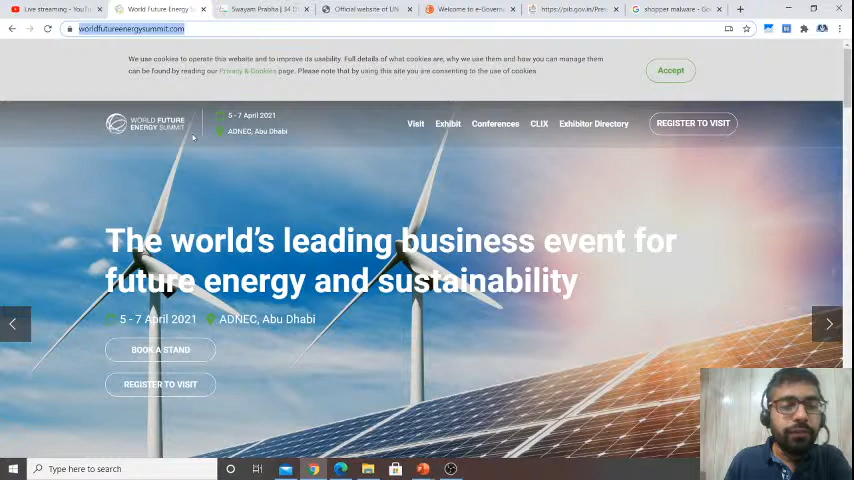 Live streaming - YouT
World Future Energy S
Swayam Prabha | 34 D
Official website of UN
Welcome to e-Govern
https://pib.gov.in/Pres
shopper malware - Go
worldfutureenergysummit.com
We use cookies to operate this website and to improve its usability. Full details of what cookies are, why we use them and how you can manage them
can be found by reading our Privacy & Cookies page. Please note that by using this site you are consenting to the use of cookies
Accept
WORLD FUTURE
ENERGY SUMMIT
5 - 7 April 2021
ADNEC, Abu Dhabi
Visit Exhibit Conferences CLIX Exhibitor Directory
REGISTER TO VISIT
The world's leading business event for
future energy and sustainability
5 - 7 April 2021 ADNEC, Abu Dhabi
BOOK A STAND
REGISTER TO VISIT
Type here to search